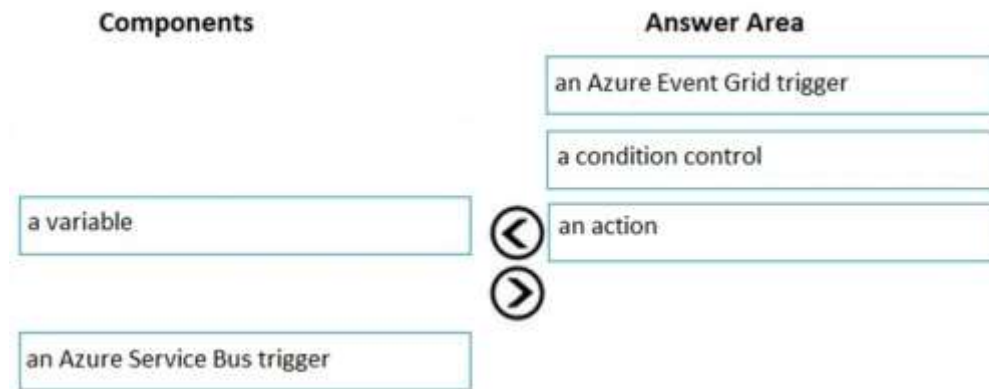 Components
Answer Area
an Azure Event Grid trigger
a condition control
a variable
an action
an Azure Service Bus trigger